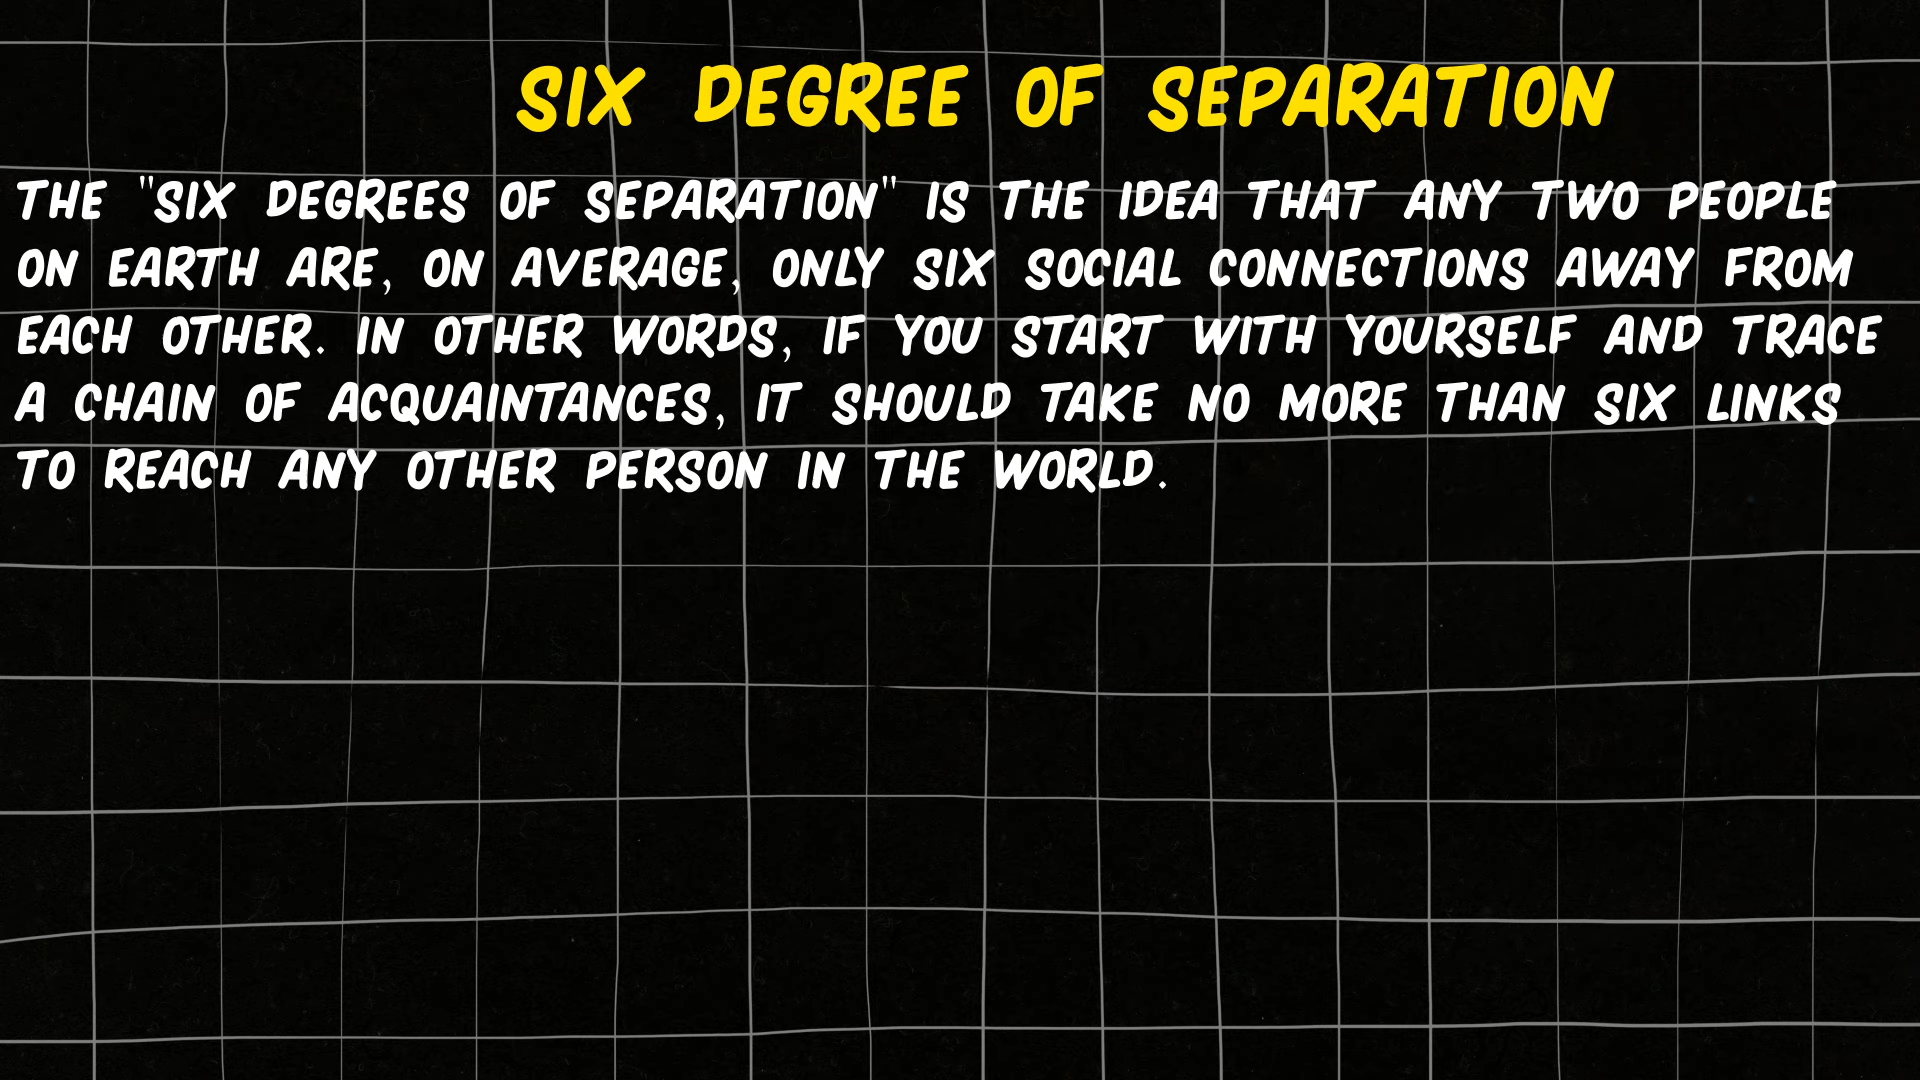 SIX DEGREE OF SEPARATION
THE "SIX DEGREES OF SEPARATION" IS THE IDEA THAT ANY TWO PEOPLE
ON EARTH ARE, ON AVERAGE, ONLY SIX SOCIAL CONNECTIONS AWAY FROM
EACH OTHER. IN OTHER WORDS, IF YOU START WITH YOURSELF AND TRACE
A CHAIN OF ACQUAINTANCES, IT SHOULD TAKE NO MORE THAN SIX LINKS
TO REACH ANY OTHER PERSON IN THE WORLD.